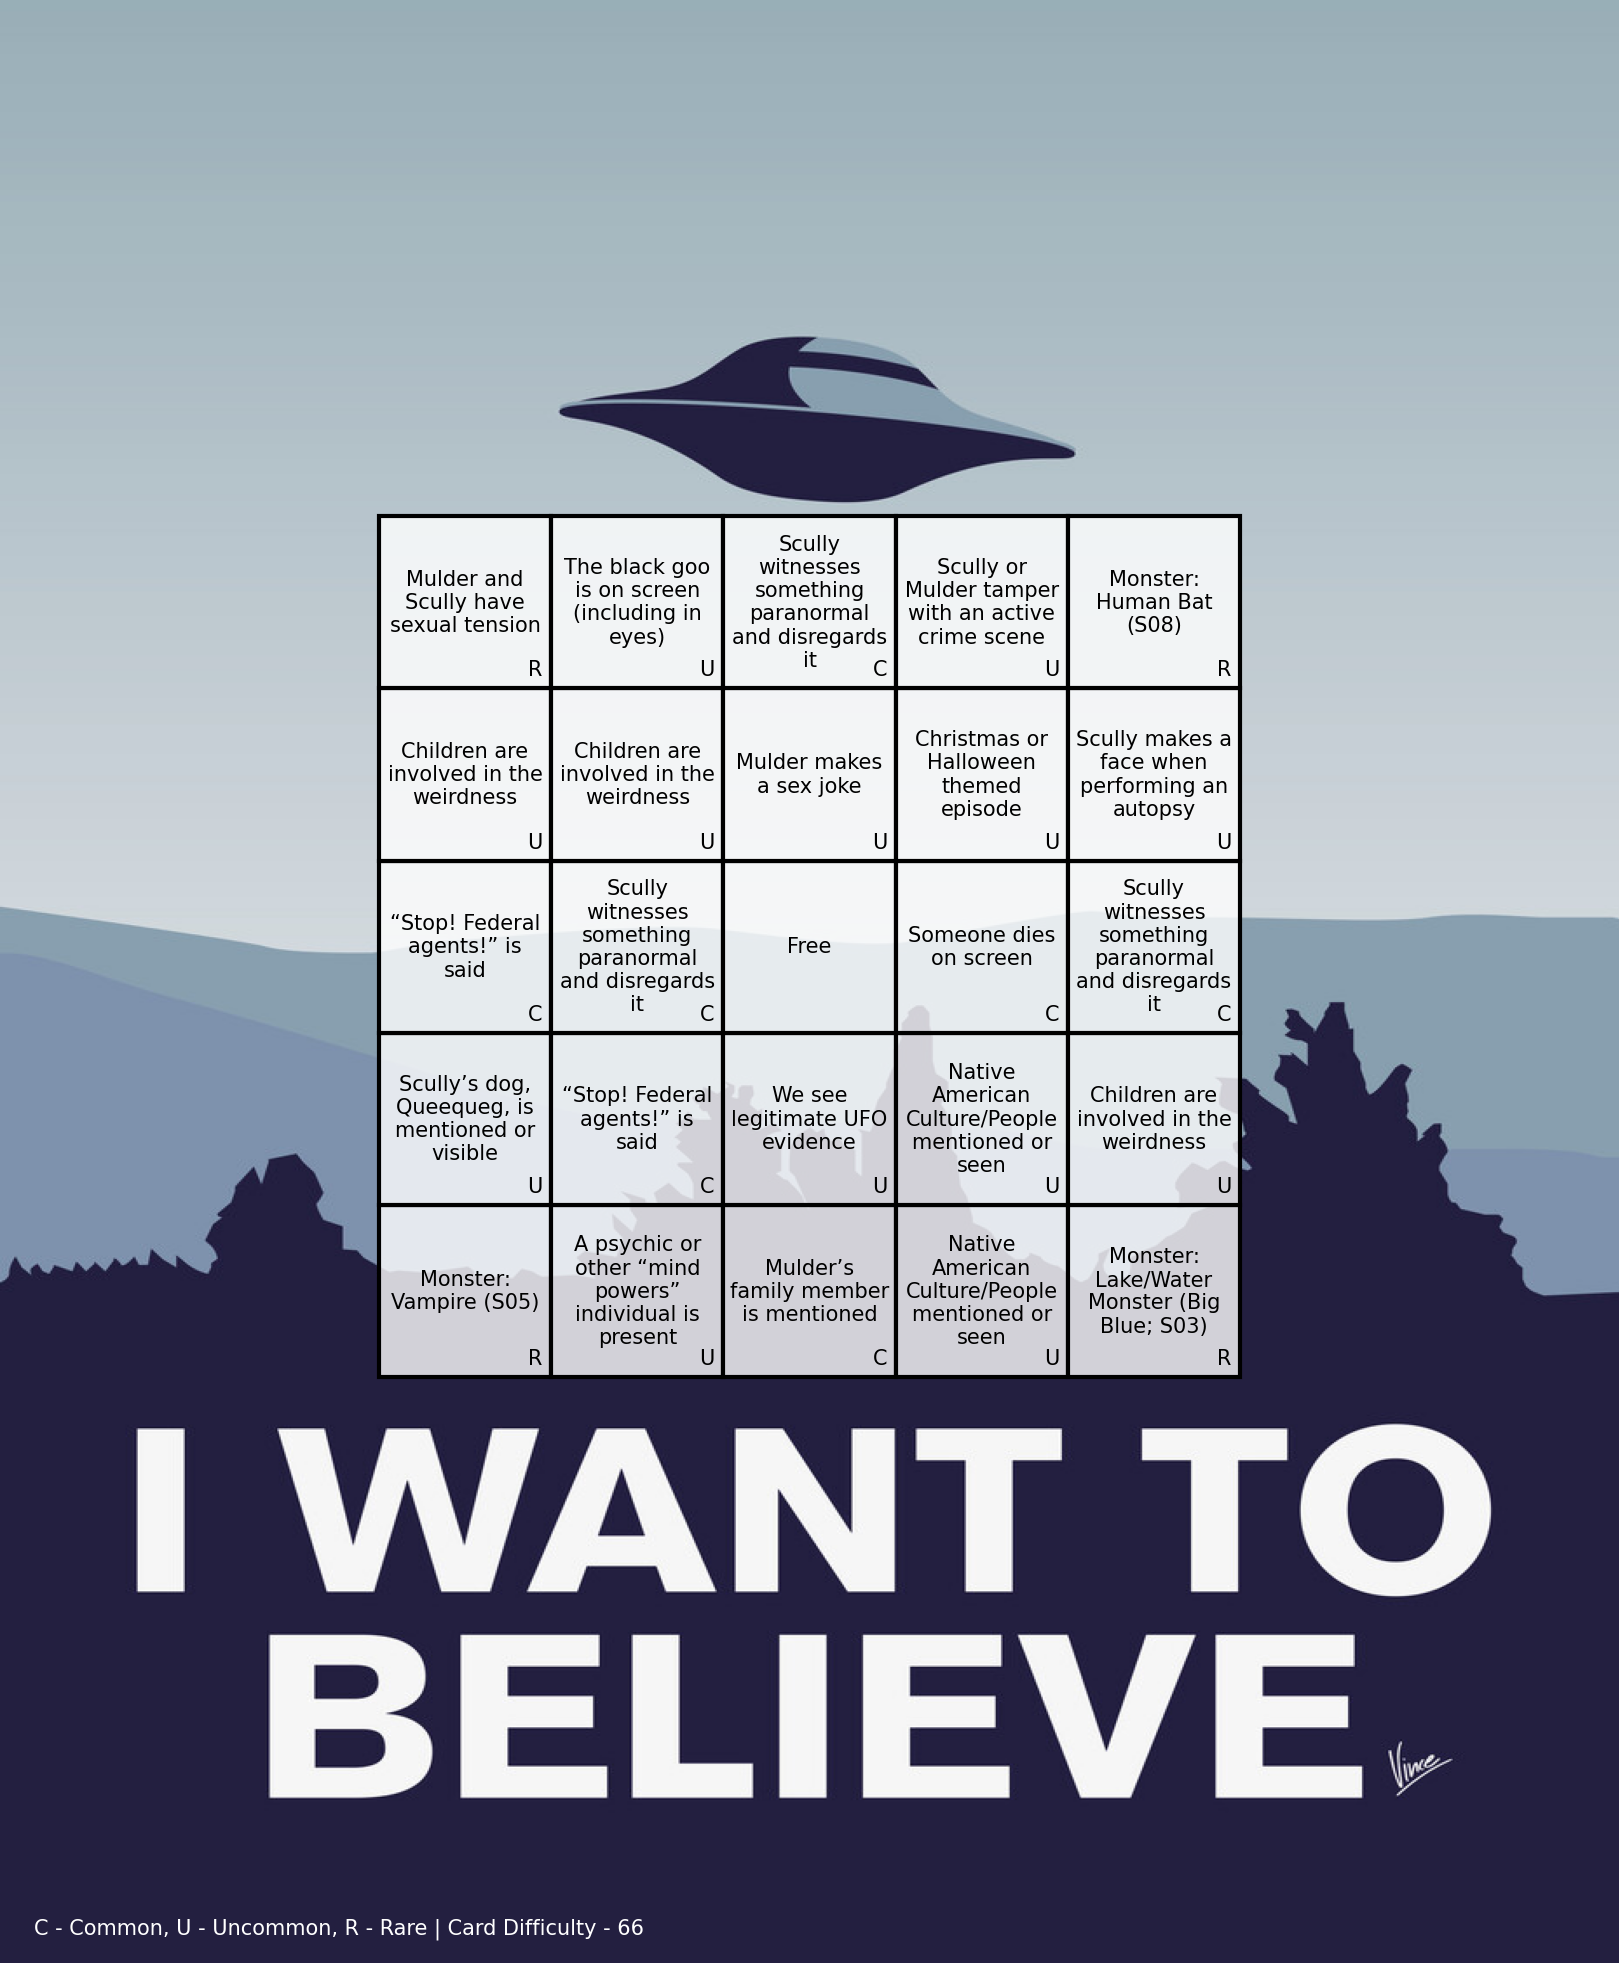 Mulder and
Scully have
sexual tension
R
The black goo
is on screen
(including in
eyes)
U
Scully
witnesses
something
paranormal
and disregards
it
C
Scully or
Mulder tamper
with an active
crime scene
U
Monster:
Human Bat
(S08)
R
Children are
involved in the
weirdness
U
Children are
involved in the
weirdness
U
Mulder makes
a sex joke
U
Christmas or
Halloween
themed
episode
U
Scully makes a
face when
performing an
autopsy
U
“Stop! Federal
agents!” is
said
C
Scully
witnesses
something
paranormal
and disregards
it
C
Free
Someone dies
on screen
C
Scully
witnesses
something
paranormal
and disregards
it
C
Scully’s dog,
Queequeg, is
mentioned or
visible
U
“Stop! Federal
agents!” is
said
C
We see
legitimate UFO
evidence
U
Native
American
Culture/People
mentioned or
seen
U
Children are
involved in the
weirdness
U
Monster:
Vampire (S05)
R
A psychic or
other “mind
powers”
individual is
present
U
Mulder’s
family member
is mentioned
C
Native
American
Culture/People
mentioned or
seen
U
Monster:
Lake/Water
Monster (Big
Blue; S03)
R
I WANT TO
BELIEVE
Vince
C - Common, U - Uncommon, R - Rare | Card Difficulty - 66